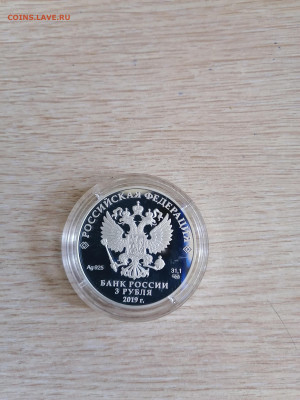 COINS.LAVE.RU
РОССИЙСКАЯ ФЕДЕРАЦИЯ
Ag 925
31,1
БАНК РОССИИ
3 РУБЛЯ
2019 г.